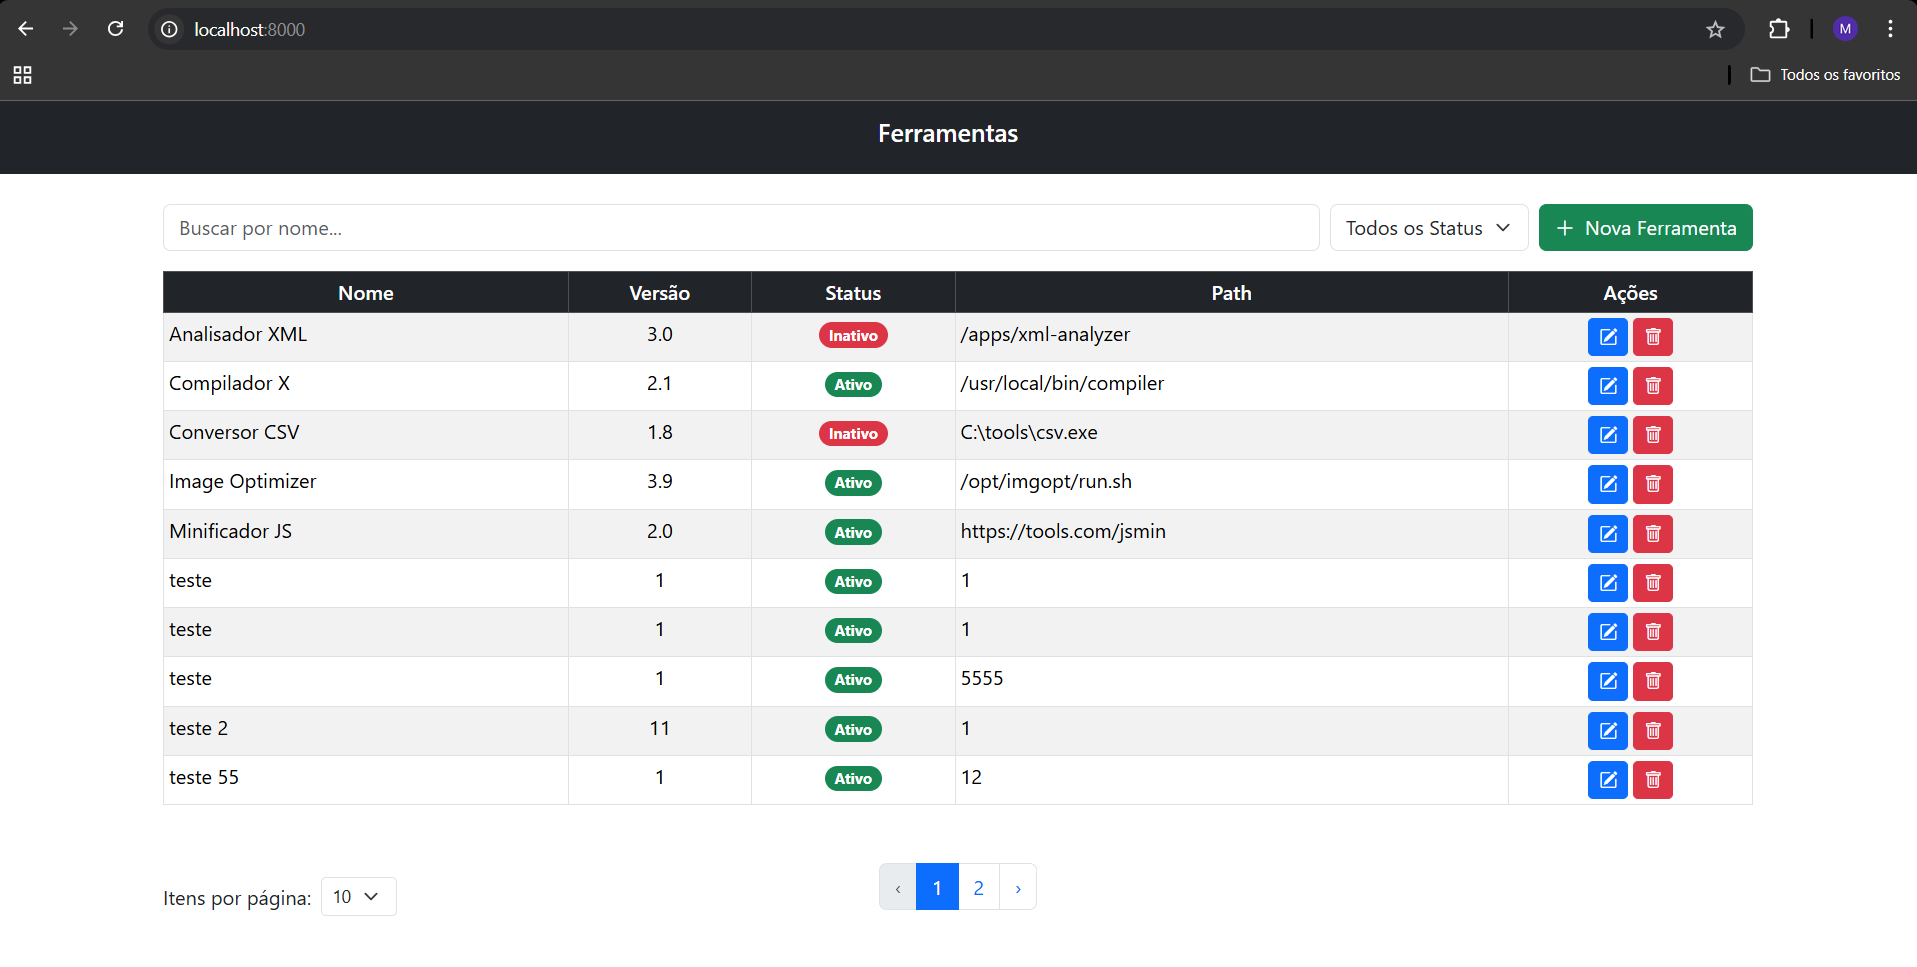 localhost:8000
M
Todos os favoritos
Ferramentas
Buscar por nome...
Todos os Status
+ Nova Ferramenta
Nome Versão Status Path Ações
Analisador XML 3.0 Inativo /apps/xml-analyzer
Compilador X 2.1 Ativo /usr/local/bin/compiler
Conversor CSV 1.8 Inativo C:\tools\csv.exe
Image Optimizer 3.9 Ativo /opt/imgopt/run.sh
Minificador JS 2.0 Ativo https://tools.com/jsmin
teste 1 Ativo 1
teste 1 Ativo 1
teste 1 Ativo 5555
teste 2 11 Ativo 1
teste 55 1 Ativo 12
Itens por página: 10
‹ 1 2 ›